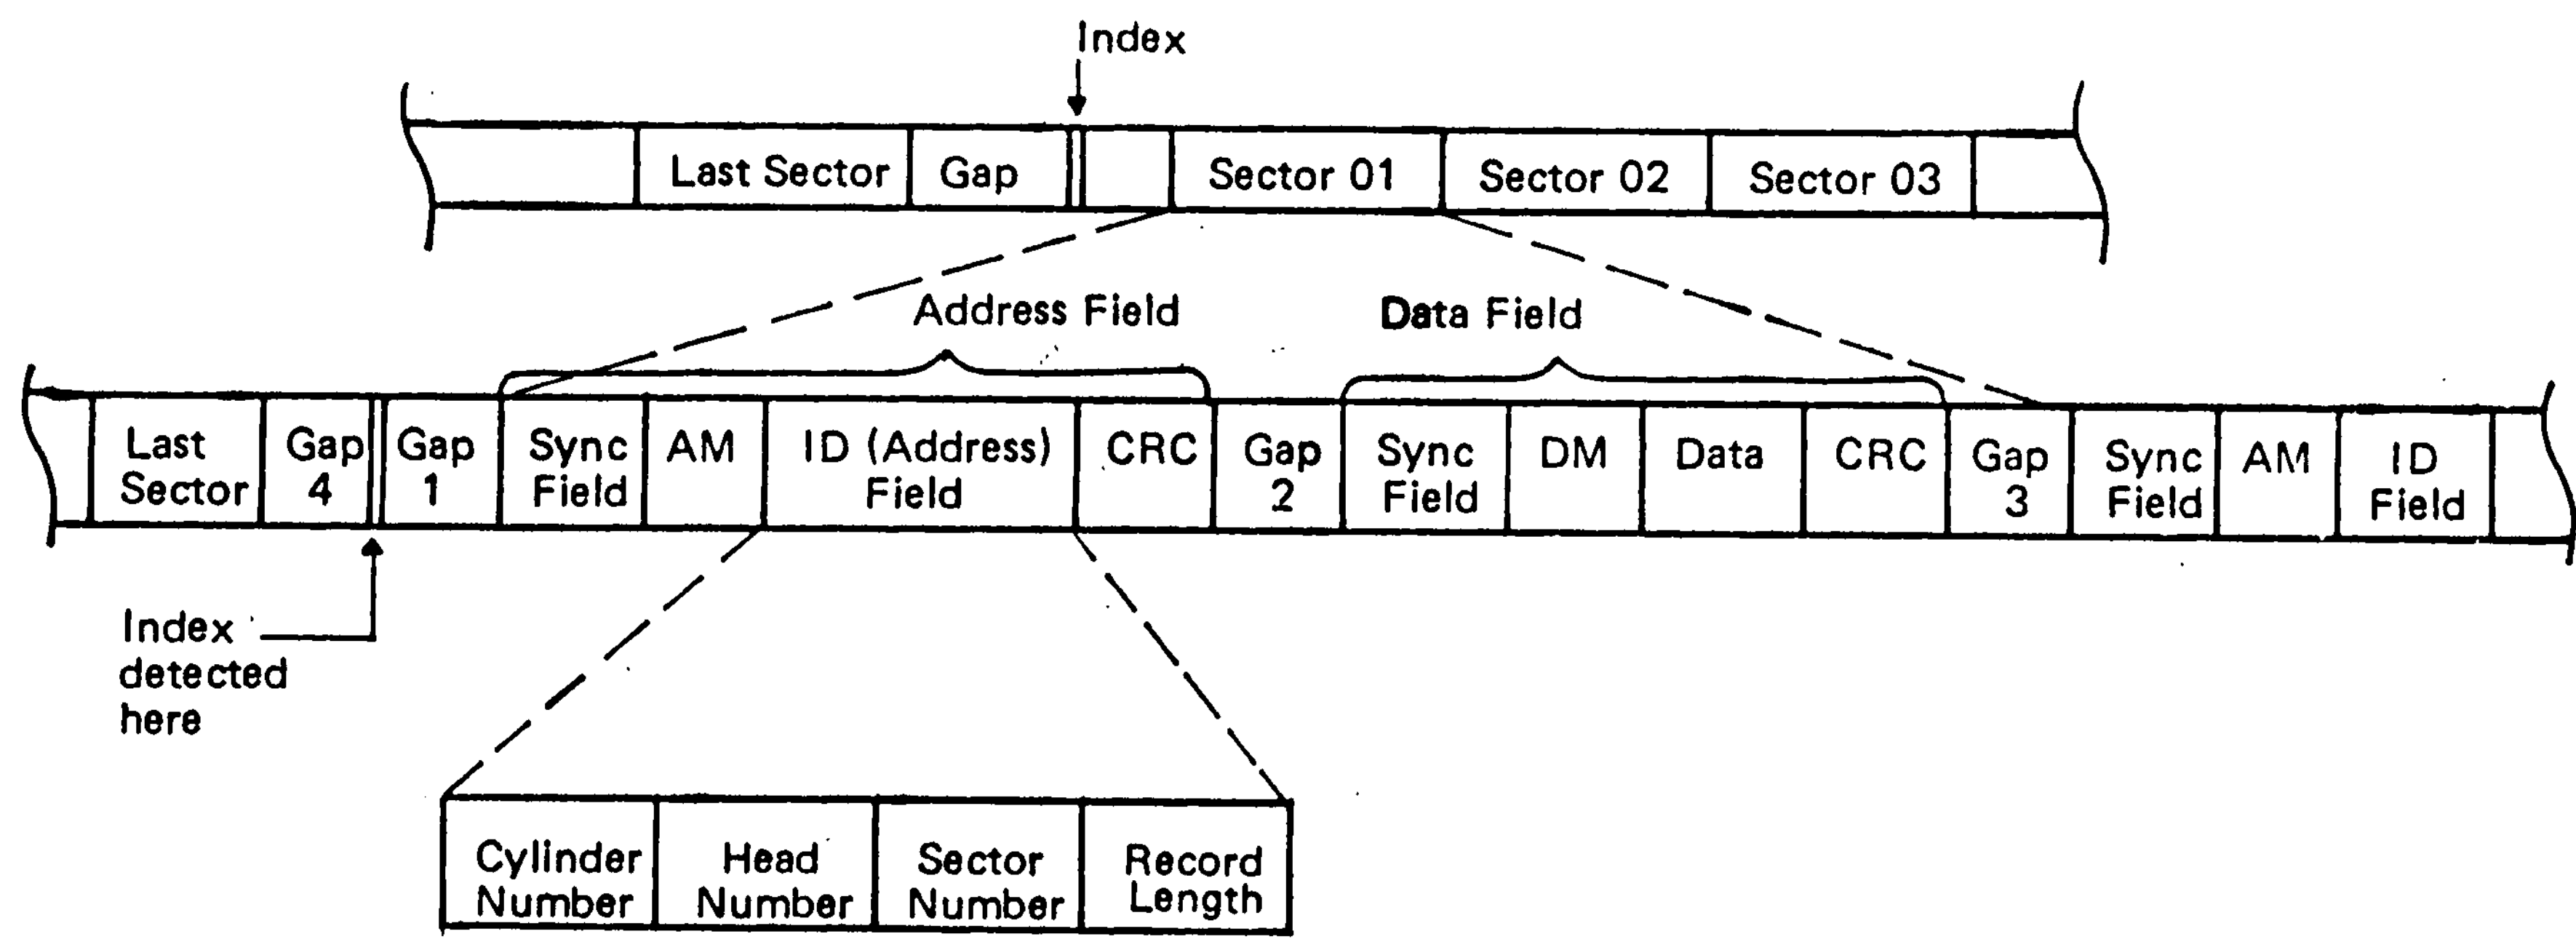 Index
Last Sector Gap Sector 01 Sector 02 Sector 03
Address Field Data Field
Last Sector
Gap 4
Gap 1
Sync Field
AM
ID (Address) Field
CRC
Gap 2
Sync Field
DM
Data
CRC
Gap 3
Sync Field
AM
ID Field
Index
detected
here
Cylinder Number
Head Number
Sector Number
Record Length